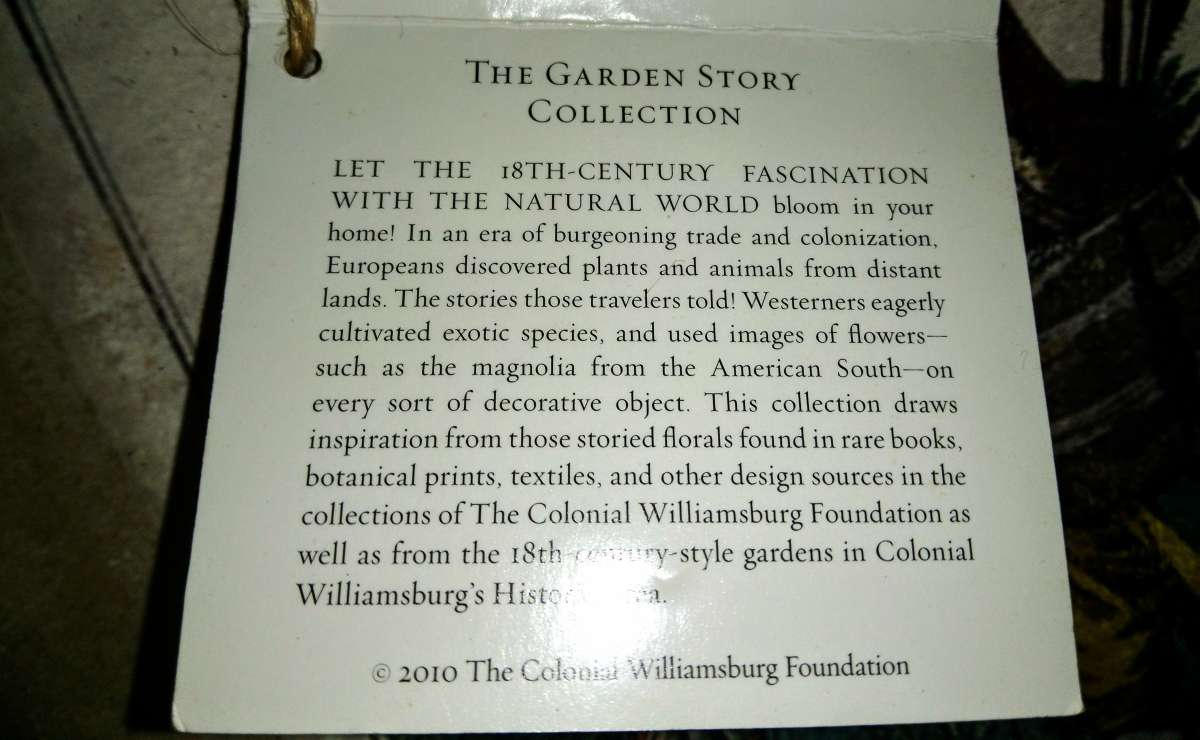 THE GARDEN STORY
COLLECTION
LET THE 18TH-CENTURY FASCINATION
WITH THE NATURAL WORLD bloom in your
home! In an era of burgeoning trade and colonization,
Europeans discovered plants and animals from distant
lands. The stories those travelers told! Westerners eagerly
cultivated exotic species, and used images of flowers—
such as the magnolia from the American South—on
every sort of decorative object. This collection draws
inspiration from those storied florals found in rare books,
botanical prints, textiles, and other design sources in the
collections of The Colonial Williamsburg Foundation as
well as from the 18th-century-style gardens in Colonial
Williamsburg's
© 2010 The Colonial Williamsburg Foundation